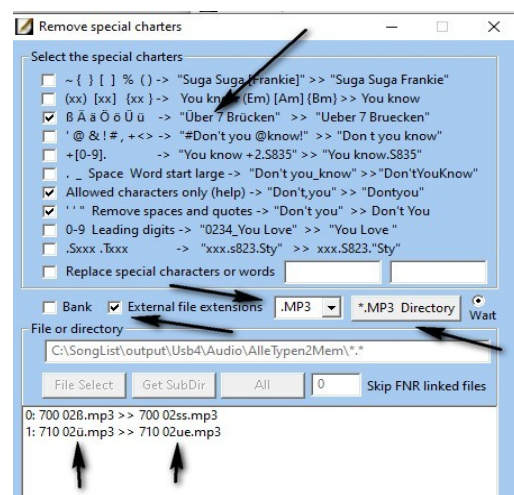 Remove special charters
Select the special charters
~ { } [ ] % ( ) -> "Suga Suga [Frankie]" >> "Suga Suga Frankie"
(xx) [xx] {xx } -> You know (Em) [Am] {Bm} >> You know
ß Ä ä Ö ö Ü ü -> "Über 7 Brücken" >> "Ueber 7 Bruecken"
' @ & ! # , + <> -> "#Don't you @know!" >> "Don t you know"
+[0-9]. -> "You know +2.S835" >> "You know.S835"
. _ Space Word start large -> "Don't you_know" >>"Don'tYouKnow"
Allowed characters only (help) -> "Don't,you" >> "Dontyou"
' ' " Remove spaces and quotes -> "Don't you" >> Don't You
0-9 Leading digits -> "0234_You Love" >> "You Love "
.Sxxx .Txxx -> "xxx.s823.Sty" >> xxx.S823."Sty"
Replace special characters or words
Bank External file extensions .MP3 *.MP3 Directory Wait
File or directory
C:\SongList\output\Usb4\Audio\AlleTypen2Mem\*.*
File Select Get SubDir All 0 Skip FNR linked files
0: 700 02ß.mp3 >> 700 02ss.mp3
1: 710 02ü.mp3 >> 710 02ue.mp3